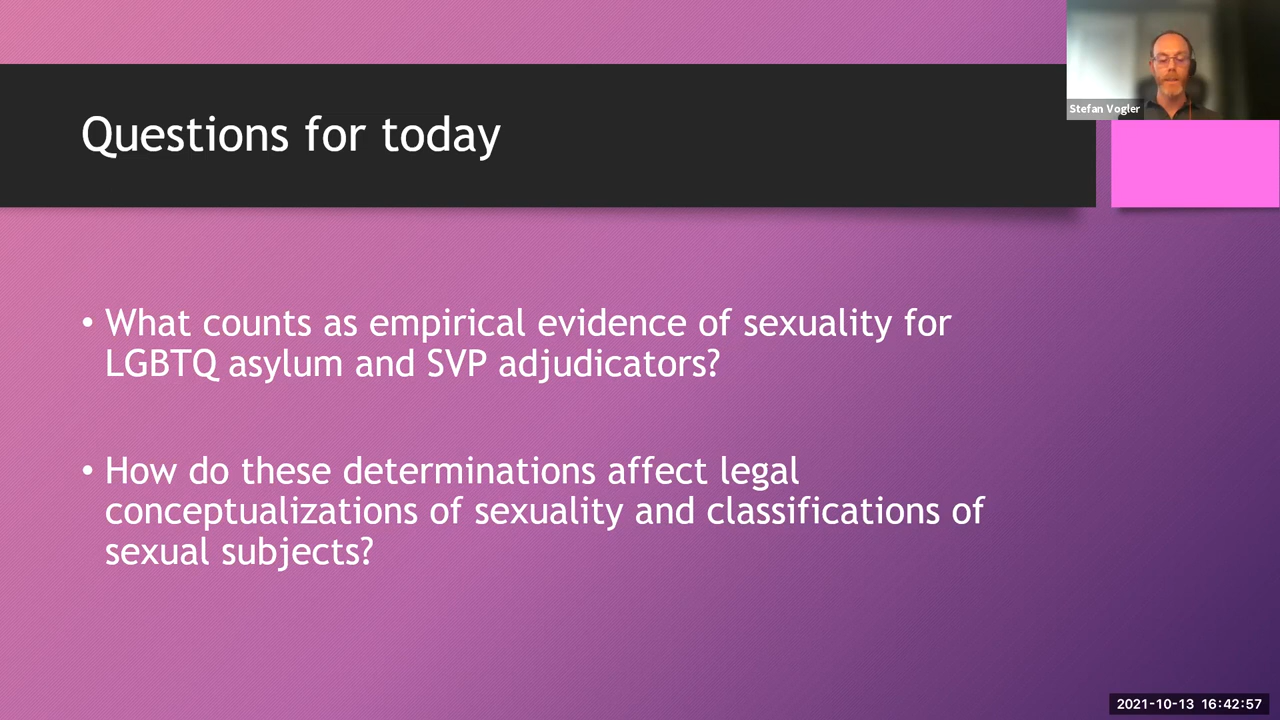 Stefan Vogler
Questions for today
• What counts as empirical evidence of sexuality for
LGBTQ asylum and SVP adjudicators?
• How do these determinations affect legal
conceptualizations of sexuality and classifications of
sexual subjects?
2021-10-13 16:42:57